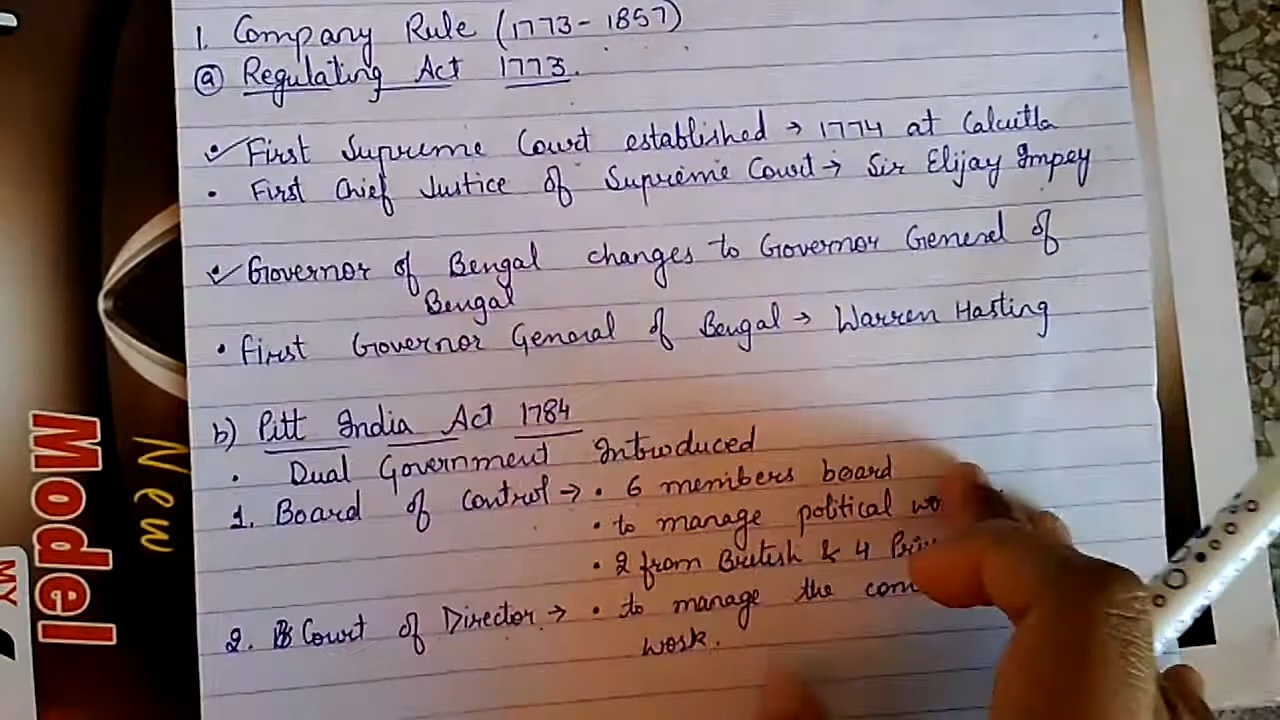 1. Company Rule (1773-1857)
ⓐ Regulating Act 1773.
✓ First Supreme Court established → 1774 at Calcutta
• First Chief Justice of Supreme Court → Sir Elijay Impey
✓ Governor of Bengal changes to Governor General of
Bengal
• First Governor General of Bengal → Warren Hasting
b) Pitt India Act 1784
• Dual Government Introduced
1. Board of Control → • 6 members board
• to manage political
• 2 from British & 4
2. Court of Director → • to manage the
work.
Model
New
MY